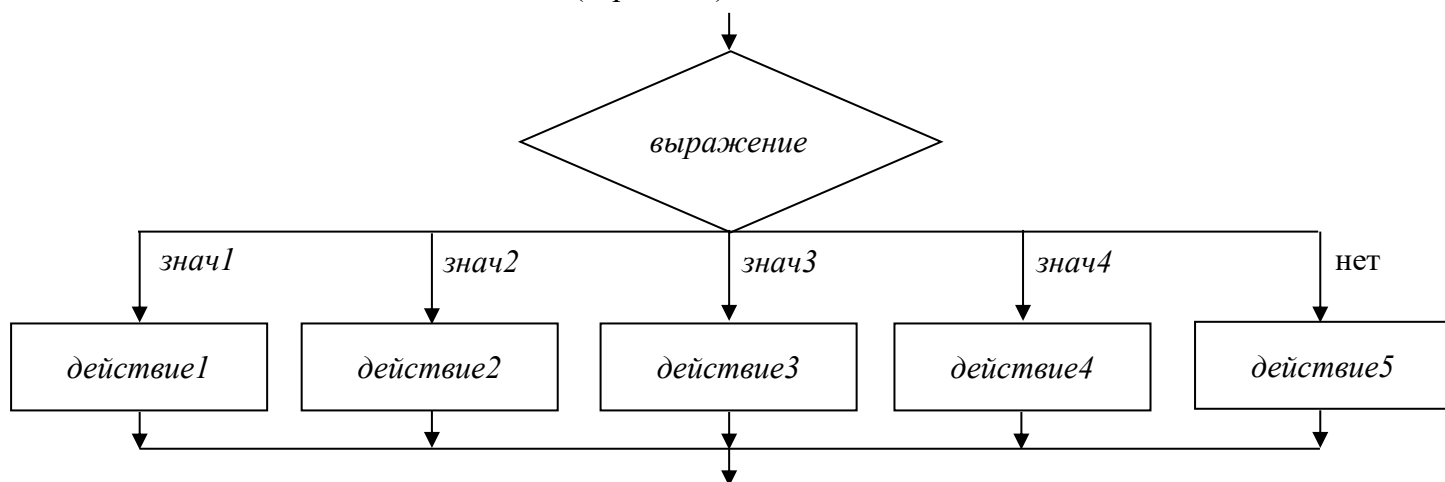 выражение
знач1 знач2 знач3 знач4 нет
действие1 действие2 действие3 действие4 действие5